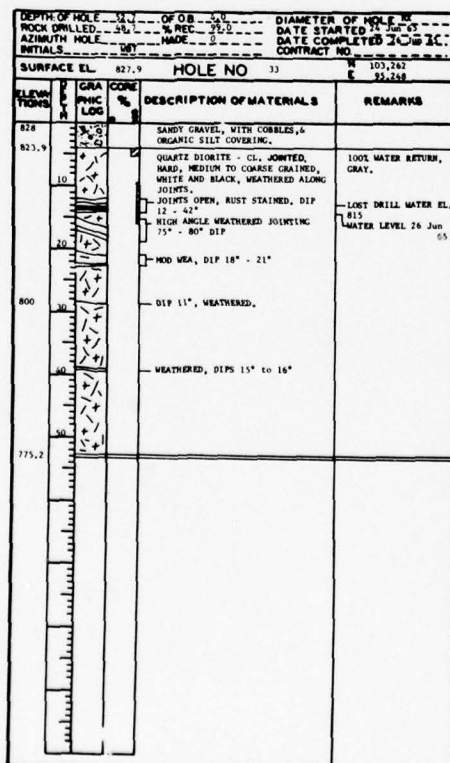 DEPTH OF HOLE 52.7 OF O.B. 4.0 DIAMETER OF HOLE NX
ROCK DRILLED 48.7 % REC 99.0 DATE STARTED 24 Jun 65
AZIMUTH HOLE MADE 0 DATE COMPLETED
INITIALS CONTRACT NO.
SURFACE EL. 827.9 HOLE NO 33 N 103,262
E 95,248
ELEVATIONS
DEPTH
GRAPHIC LOG
CORE %
DESCRIPTION OF MATERIALS
REMARKS
828
SANDY GRAVEL, WITH COBBLES, &
ORGANIC SILT COVERING.
823.9
QUARTZ DIORITE - CL. JOINTED,
HARD, MEDIUM TO COARSE GRAINED,
WHITE AND BLACK, WEATHERED ALONG
JOINTS.
100% WATER RETURN,
GRAY.
10
JOINTS OPEN, RUST STAINED, DIP
12 - 42°
LOST DRILL WATER EL.
815
HIGH ANGLE WEATHERED JOINTING
75° - 80° DIP
WATER LEVEL 26 Jun
65
20
MOD WEA, DIP 18° - 21°
800
30
DIP 11°, WEATHERED.
40
WEATHERED, DIPS 15° to 16°
50
775.2